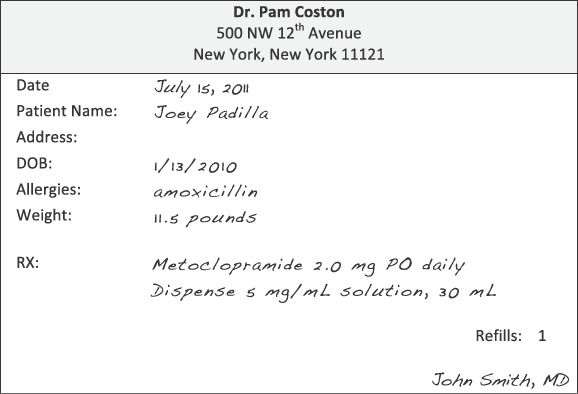 Dr. Pam Coston
500 NW 12th Avenue
New York, New York 11121
Date July 15, 2011
Patient Name: Joey Padilla
Address:
DOB: 1/13/2010
Allergies: amoxicillin
Weight: 11.5 pounds
RX: Metoclopramide 2.0 mg PO daily
Dispense 5 mg/mL solution, 30 mL
Refills: 1
John Smith, MD